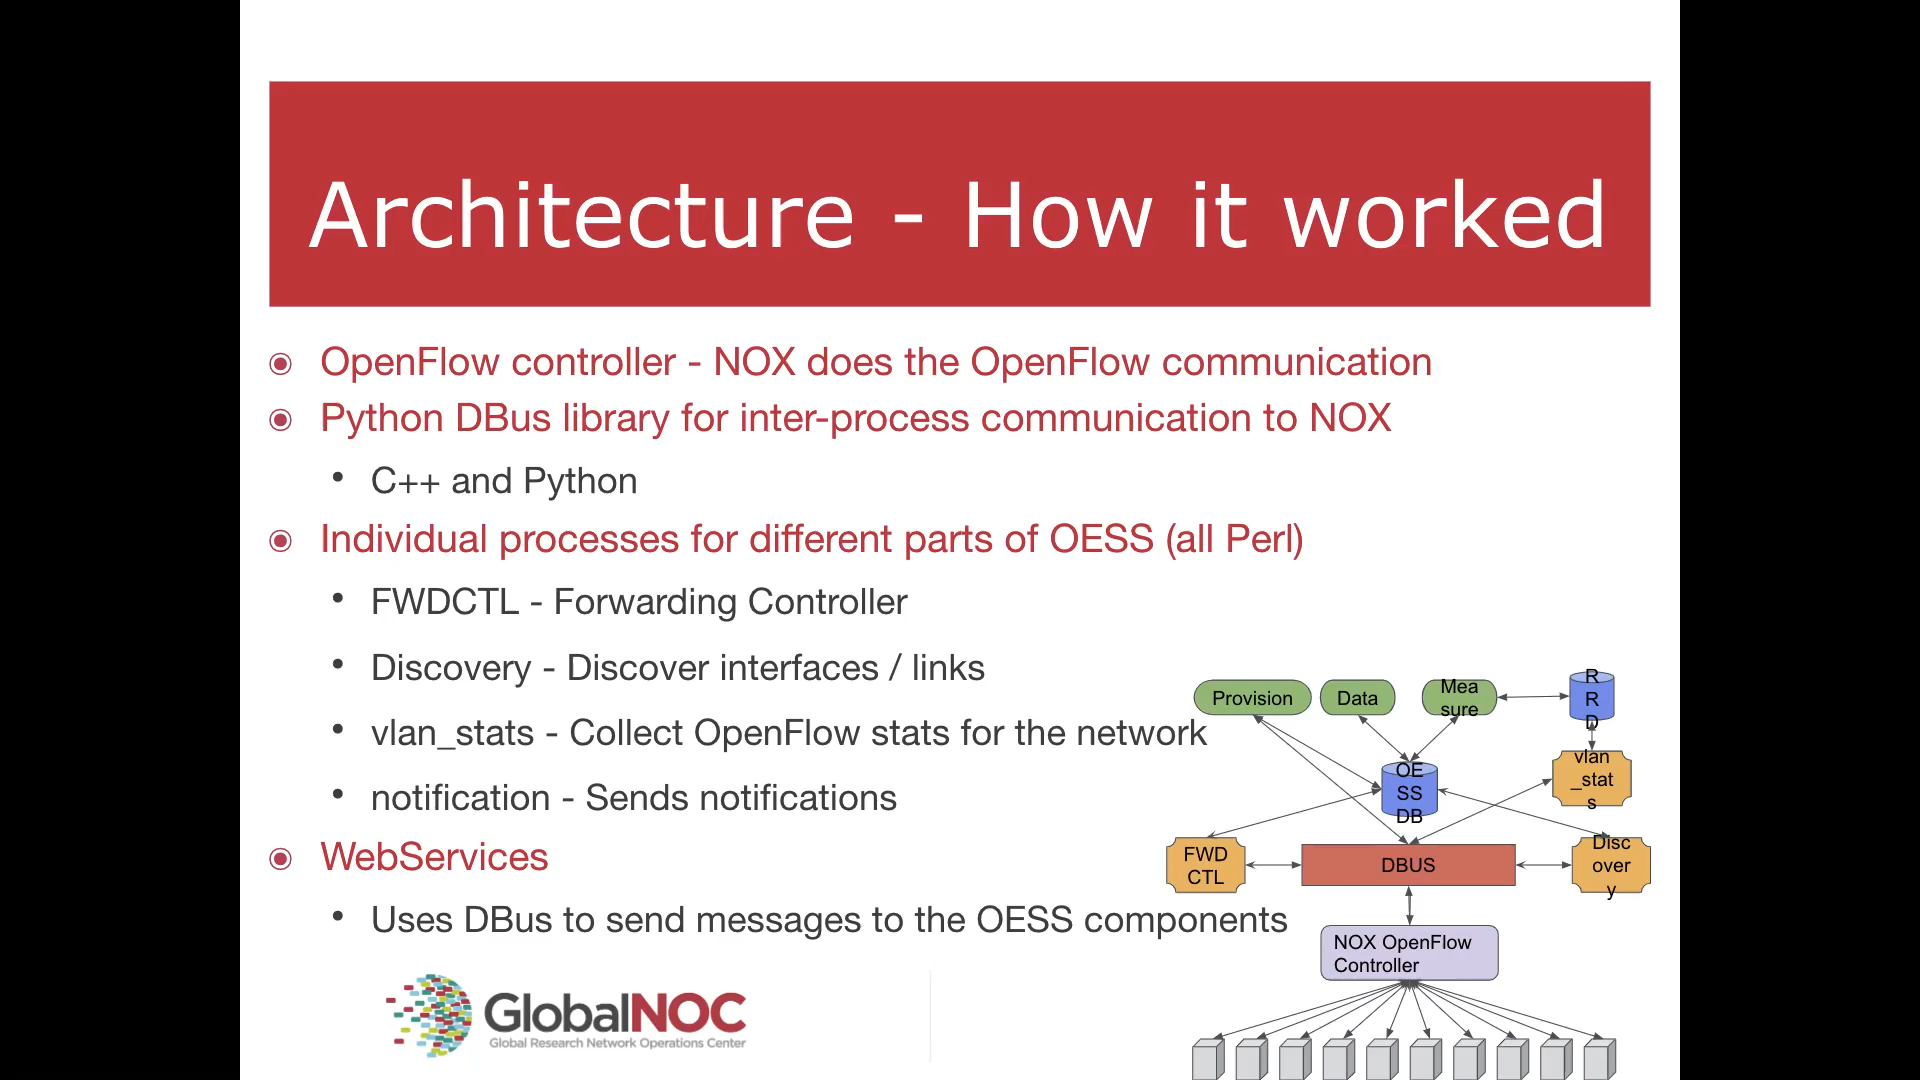 Architecture - How it worked
OpenFlow controller - NOX does the OpenFlow communication
Python DBus library for inter-process communication to NOX
C++ and Python
Individual processes for different parts of OESS (all Perl)
FWDCTL - Forwarding Controller
Discovery - Discover interfaces / links
vlan_stats - Collect OpenFlow stats for the network
notification - Sends notifications
WebServices
Uses DBus to send messages to the OESS components
Provision
Data
Mea
sure
R
R
D
OE
SS
DB
vlan
_stat
s
FWD
CTL
DBUS
Disc
over
y
NOX OpenFlow
Controller
GlobalNOC
Global Research Network Operations Center